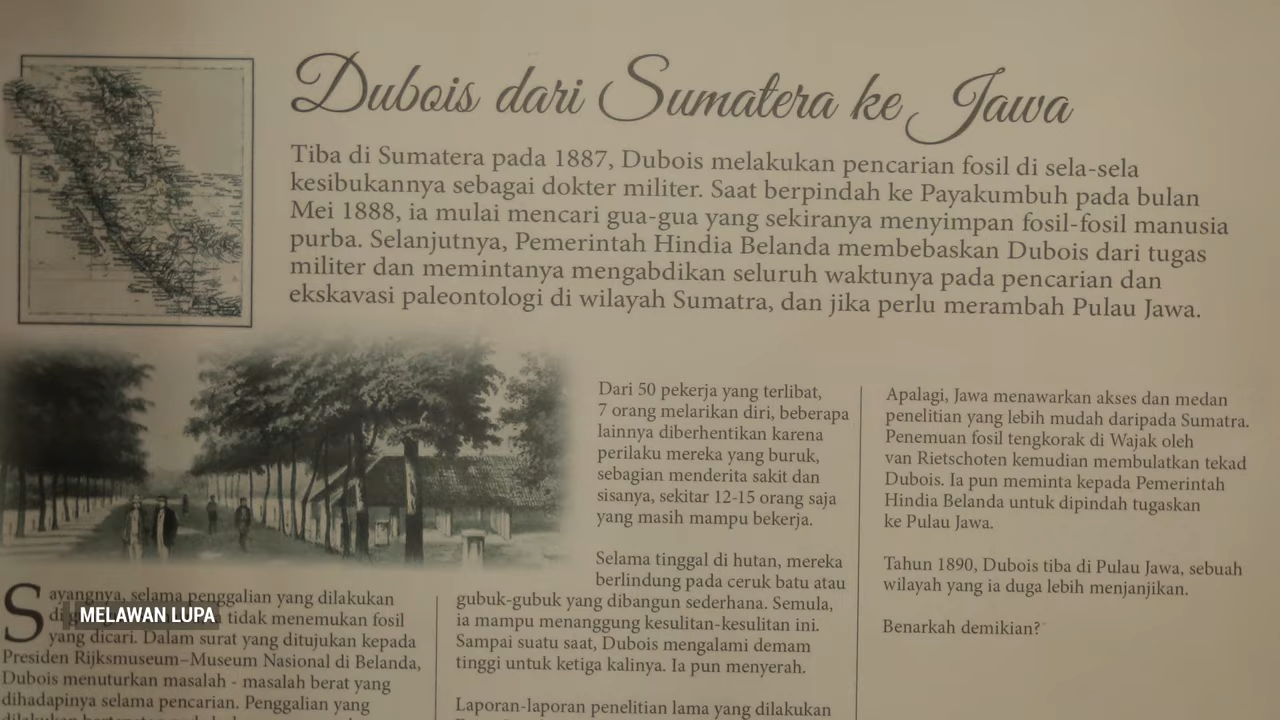 Dubois dari Sumatera ke Jawa
Tiba di Sumatera pada 1887, Dubois melakukan pencarian fosil di sela-sela
kesibukannya sebagai dokter militer. Saat berpindah ke Payakumbuh pada bulan
Mei 1888, ia mulai mencari gua-gua yang sekiranya menyimpan fosil-fosil manusia
purba. Selanjutnya, Pemerintah Hindia Belanda membebaskan Dubois dari tugas
militer dan memintanya mengabdikan seluruh waktunya pada pencarian dan
ekskavasi paleontologi di wilayah Sumatra, dan jika perlu merambah Pulau Jawa.
Sayangnya, selama penggalian yang dilakukan
tidak menemukan fosil
yang dicari. Dalam surat yang ditujukan kepada
Presiden Rijksmuseum–Museum Nasional di Belanda,
Dubois menuturkan masalah - masalah berat yang
dihadapinya selama pencarian. Penggalian yang
MELAWAN LUPA
Dari 50 pekerja yang terlibat,
7 orang melarikan diri, beberapa
lainnya diberhentikan karena
perilaku mereka yang buruk,
sebagian menderita sakit dan
sisanya, sekitar 12-15 orang saja
yang masih mampu bekerja.
Selama tinggal di hutan, mereka
berlindung pada ceruk batu atau
gubuk-gubuk yang dibangun sederhana. Semula,
ia mampu menanggung kesulitan-kesulitan ini.
Sampai suatu saat, Dubois mengalami demam
tinggi untuk ketiga kalinya. Ia pun menyerah.
Laporan-laporan penelitian lama yang dilakukan
Apalagi, Jawa menawarkan akses dan medan
penelitian yang lebih mudah daripada Sumatra.
Penemuan fosil tengkorak di Wajak oleh
van Rietschoten kemudian membulatkan tekad
Dubois. Ia pun meminta kepada Pemerintah
Hindia Belanda untuk dipindah tugaskan
ke Pulau Jawa.
Tahun 1890, Dubois tiba di Pulau Jawa, sebuah
wilayah yang ia duga lebih menjanjikan.
Benarkah demikian?